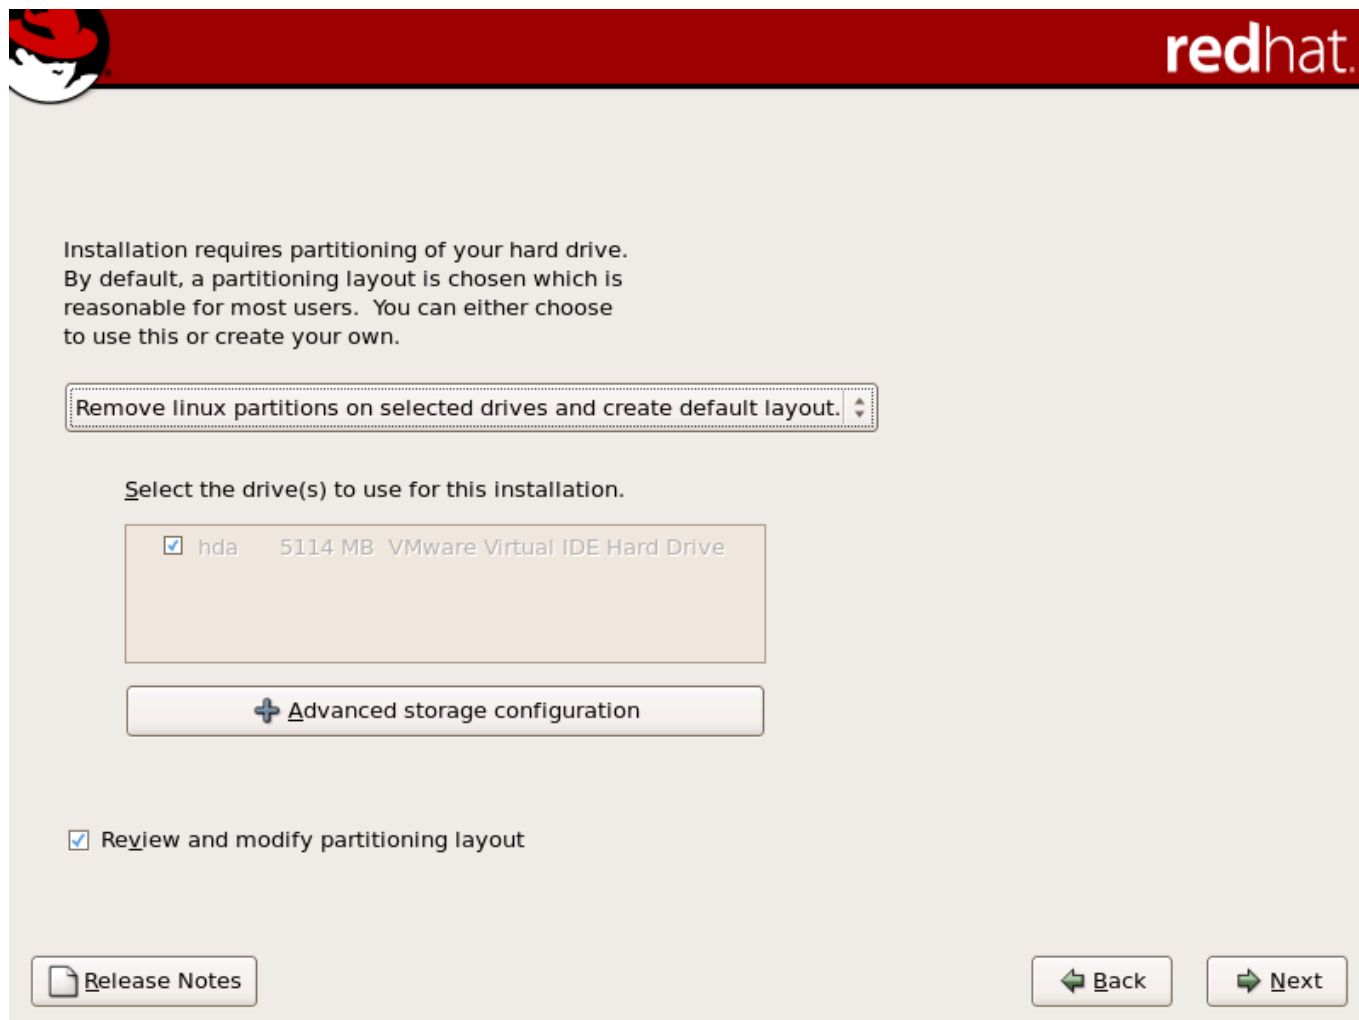 redhat.
Installation requires partitioning of your hard drive.
By default, a partitioning layout is chosen which is
reasonable for most users.  You can either choose
to use this or create your own.
Remove linux partitions on selected drives and create default layout.
Select the drive(s) to use for this installation.
hda 5114 MB VMware Virtual IDE Hard Drive
Advanced storage configuration
Review and modify partitioning layout
Release Notes Back Next